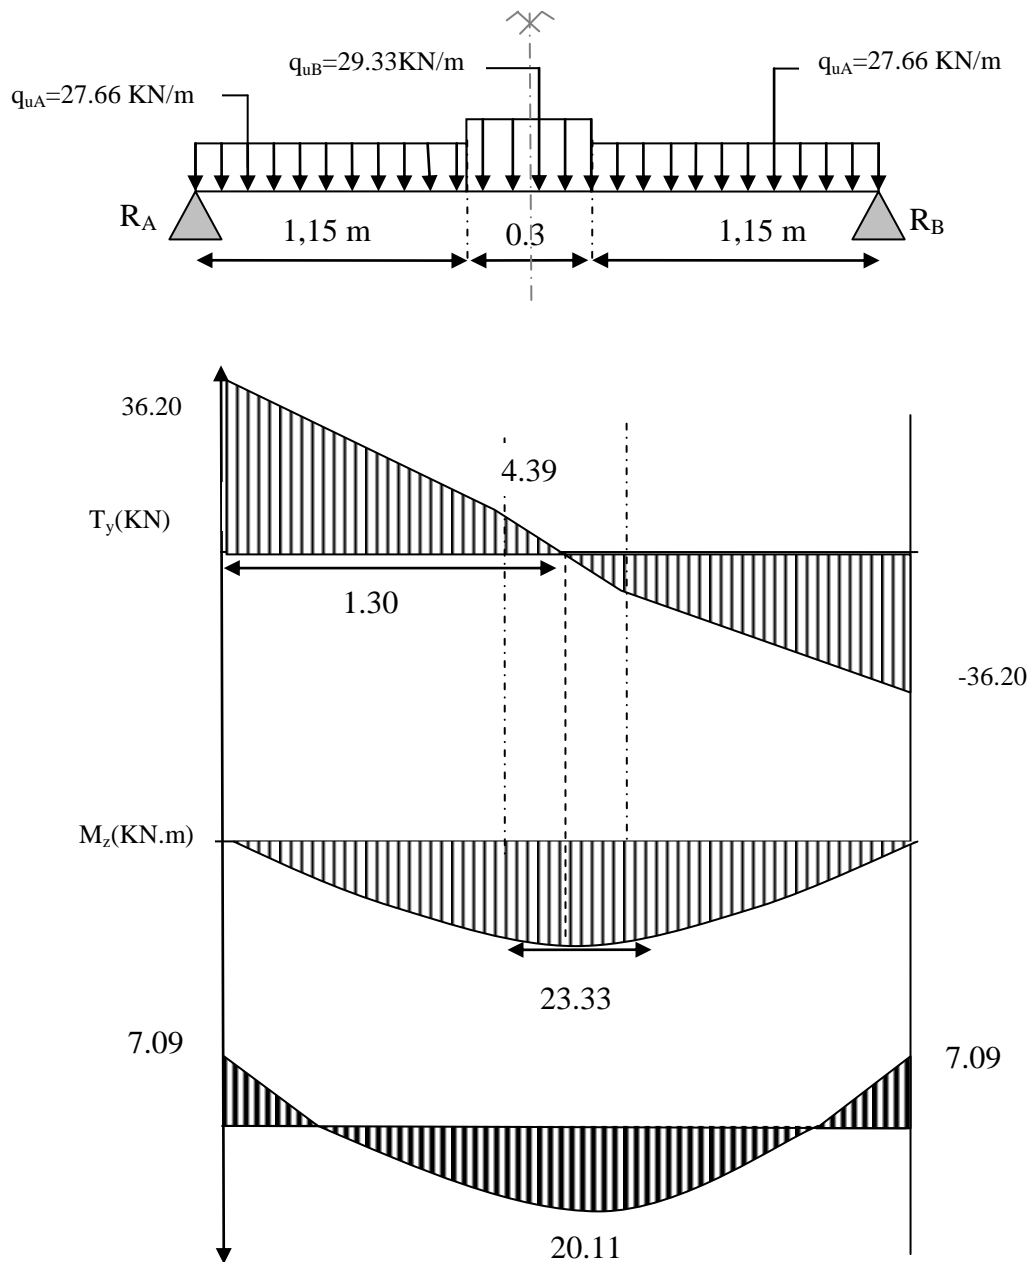 q_uB=29.33KN/m
q_uA=27.66 KN/m
q_uA=27.66 KN/m
R_A
1,15 m
0.3
1,15 m
R_B
36.20
4.39
T_y(KN)
1.30
-36.20
M_z(KN.m)
23.33
7.09
7.09
20.11